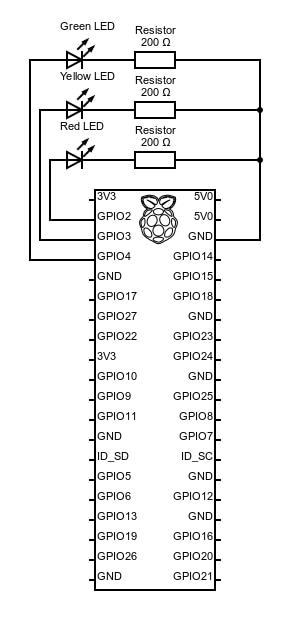 Green LED
Resistor
200 Ω
Yellow LED
Resistor
200 Ω
Red LED
Resistor
200 Ω
3V3 5V0
GPIO2 5V0
GPIO3 GND
GPIO4 GPIO14
GND GPIO15
GPIO17 GPIO18
GPIO27 GND
GPIO22 GPIO23
3V3 GPIO24
GPIO10 GND
GPIO9 GPIO25
GPIO11 GPIO8
GND GPIO7
ID_SD ID_SC
GPIO5 GND
GPIO6 GPIO12
GPIO13 GND
GPIO19 GPIO16
GPIO26 GPIO20
GND GPIO21